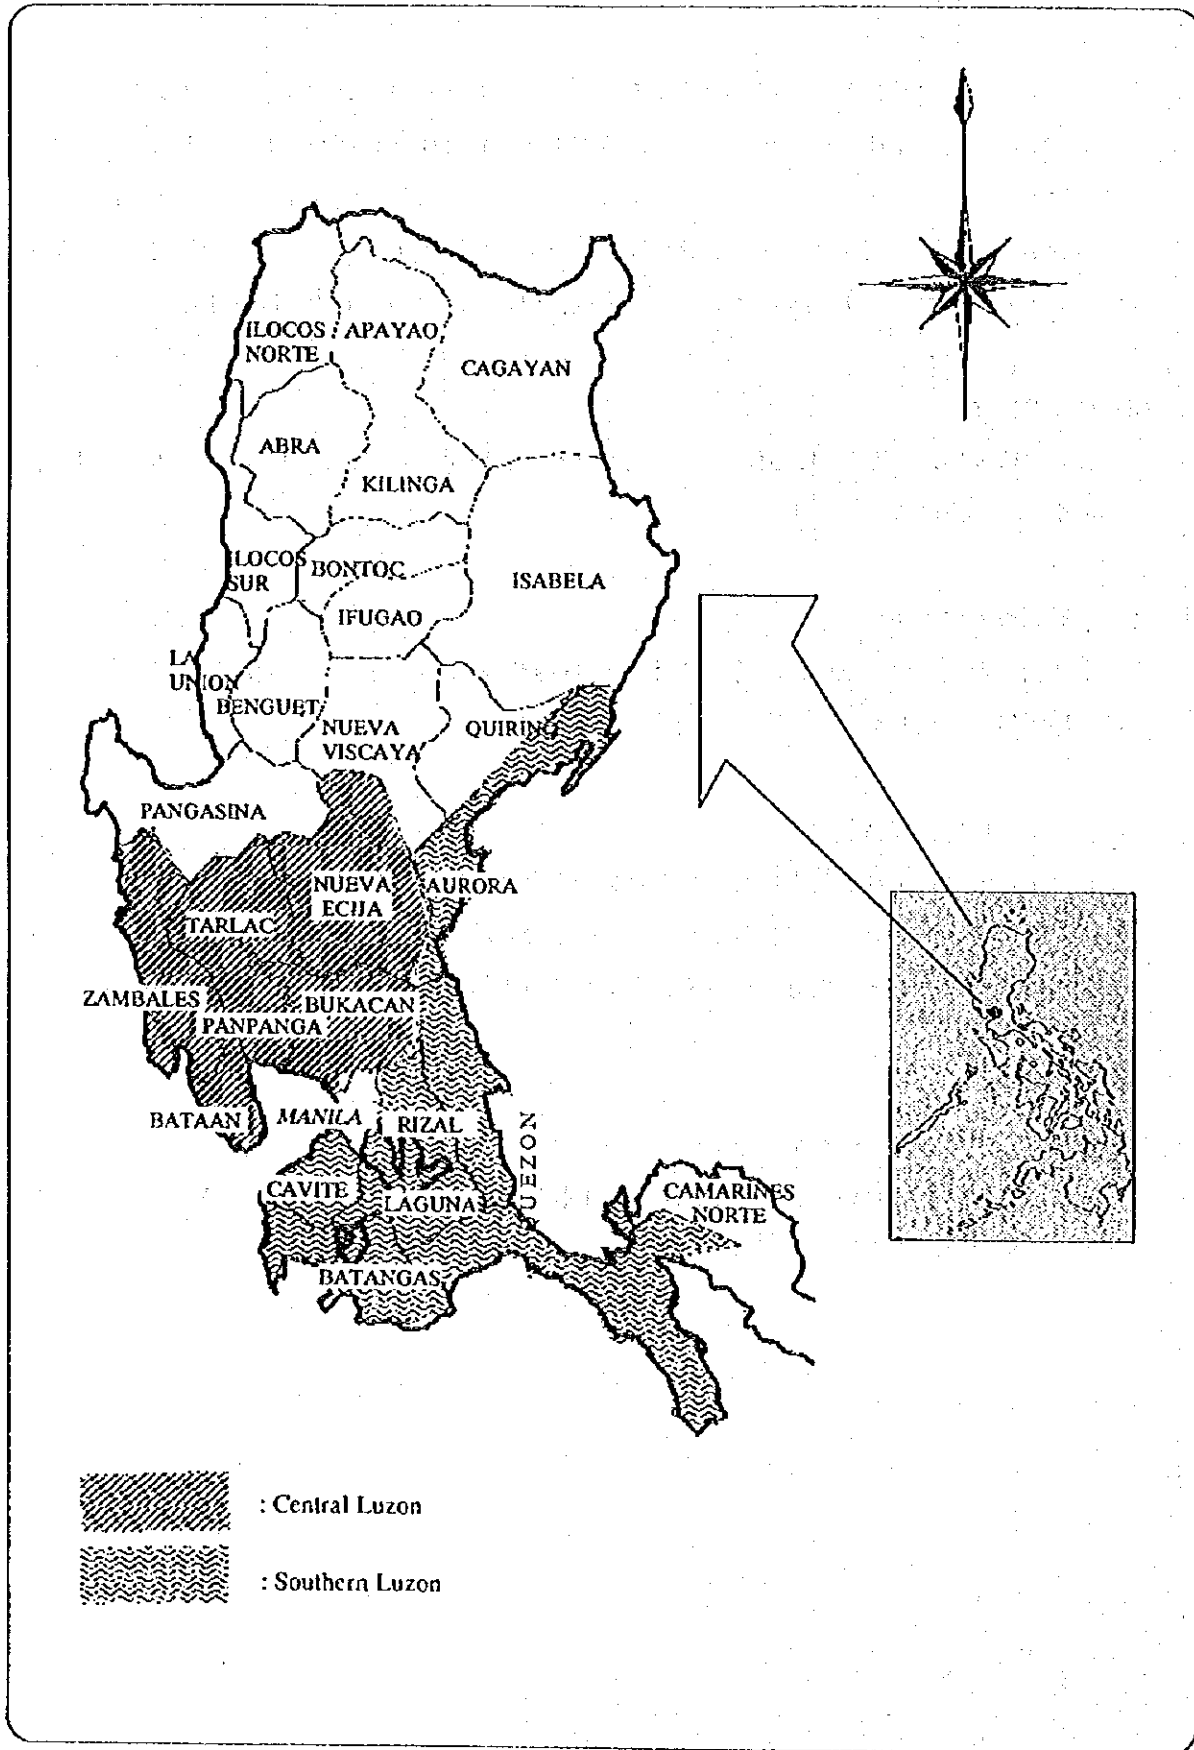 ILOCOS
NORTE
APAYAO
CAGAYAN
ABRA
KILINGA
ILOCOS
SUR
BONTOC
ISABELA
IFUGAO
LA
UNION
BENGUET
NUEVA
VISCAYA
QUIRINO
PANGASINA
NUEVA
ECIJA
AURORA
TARLAC
ZAMBALES
BUKACAN
PANPANGA
BATAAN
MANILA
RIZAL
QUEZON
CAVITE
LAGUNA
CAMARINES
NORTE
BATANGAS
: Central Luzon
: Southern Luzon